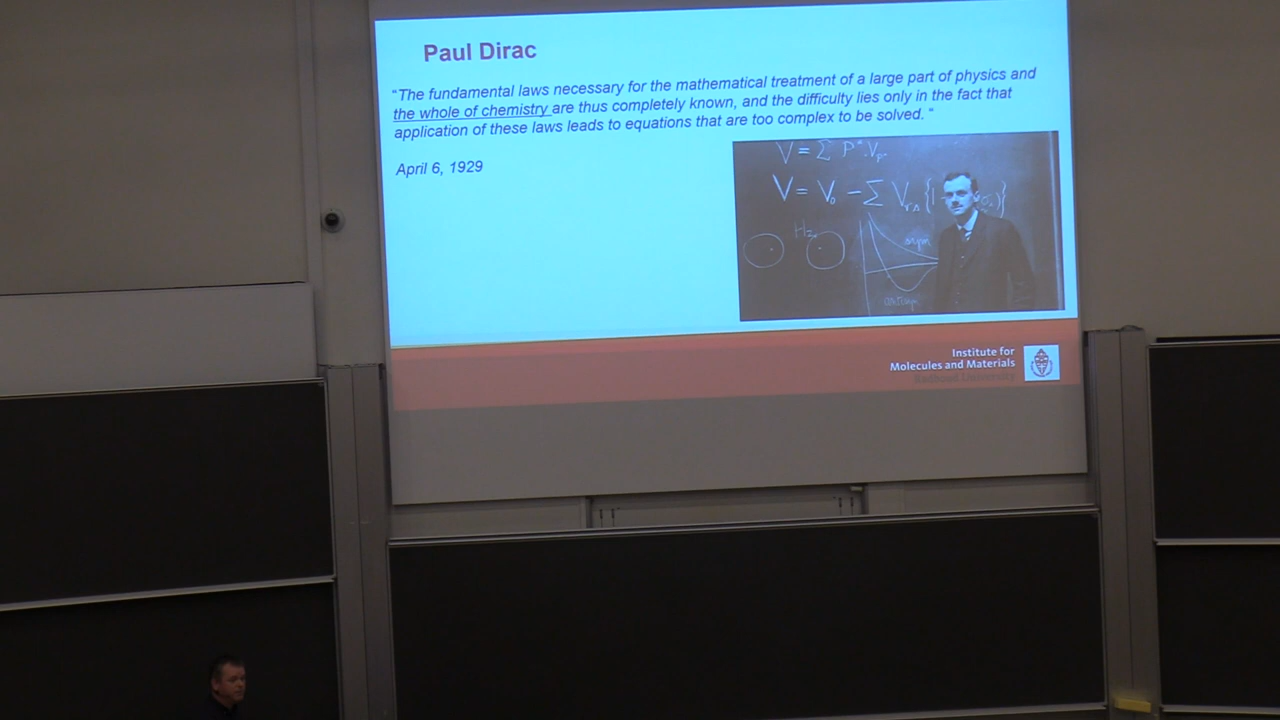 Paul Dirac
“The fundamental laws necessary for the mathematical treatment of a large part of physics and
the whole of chemistry are thus completely known, and the difficulty lies only in the fact that
application of these laws leads to equations that are too complex to be solved. “
April 6, 1929
V = Σ P
V = V₀ − Σ V
H₂
Institute for
Molecules and Materials
Radboud University